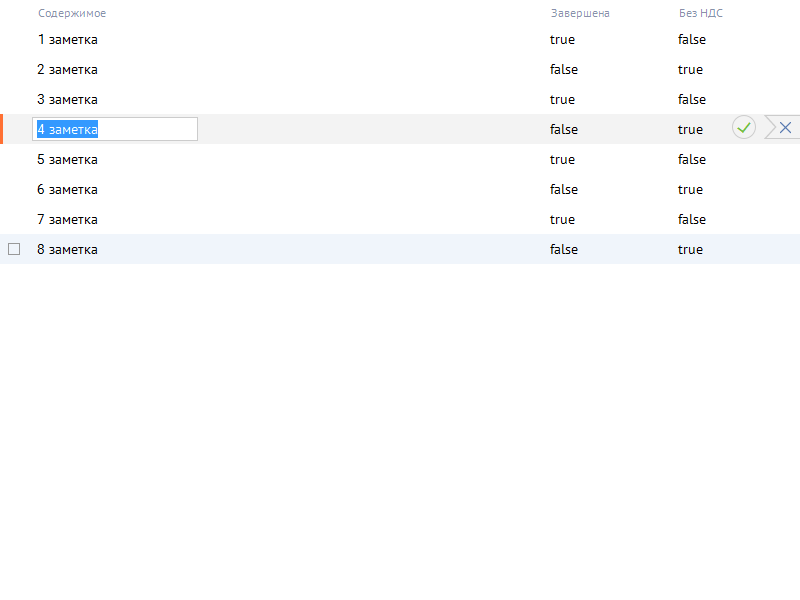 Содержимое Завершена Без НДС
1 заметка true false
2 заметка false true
3 заметка true false
4 заметка false true
5 заметка true false
6 заметка false true
7 заметка true false
8 заметка false true